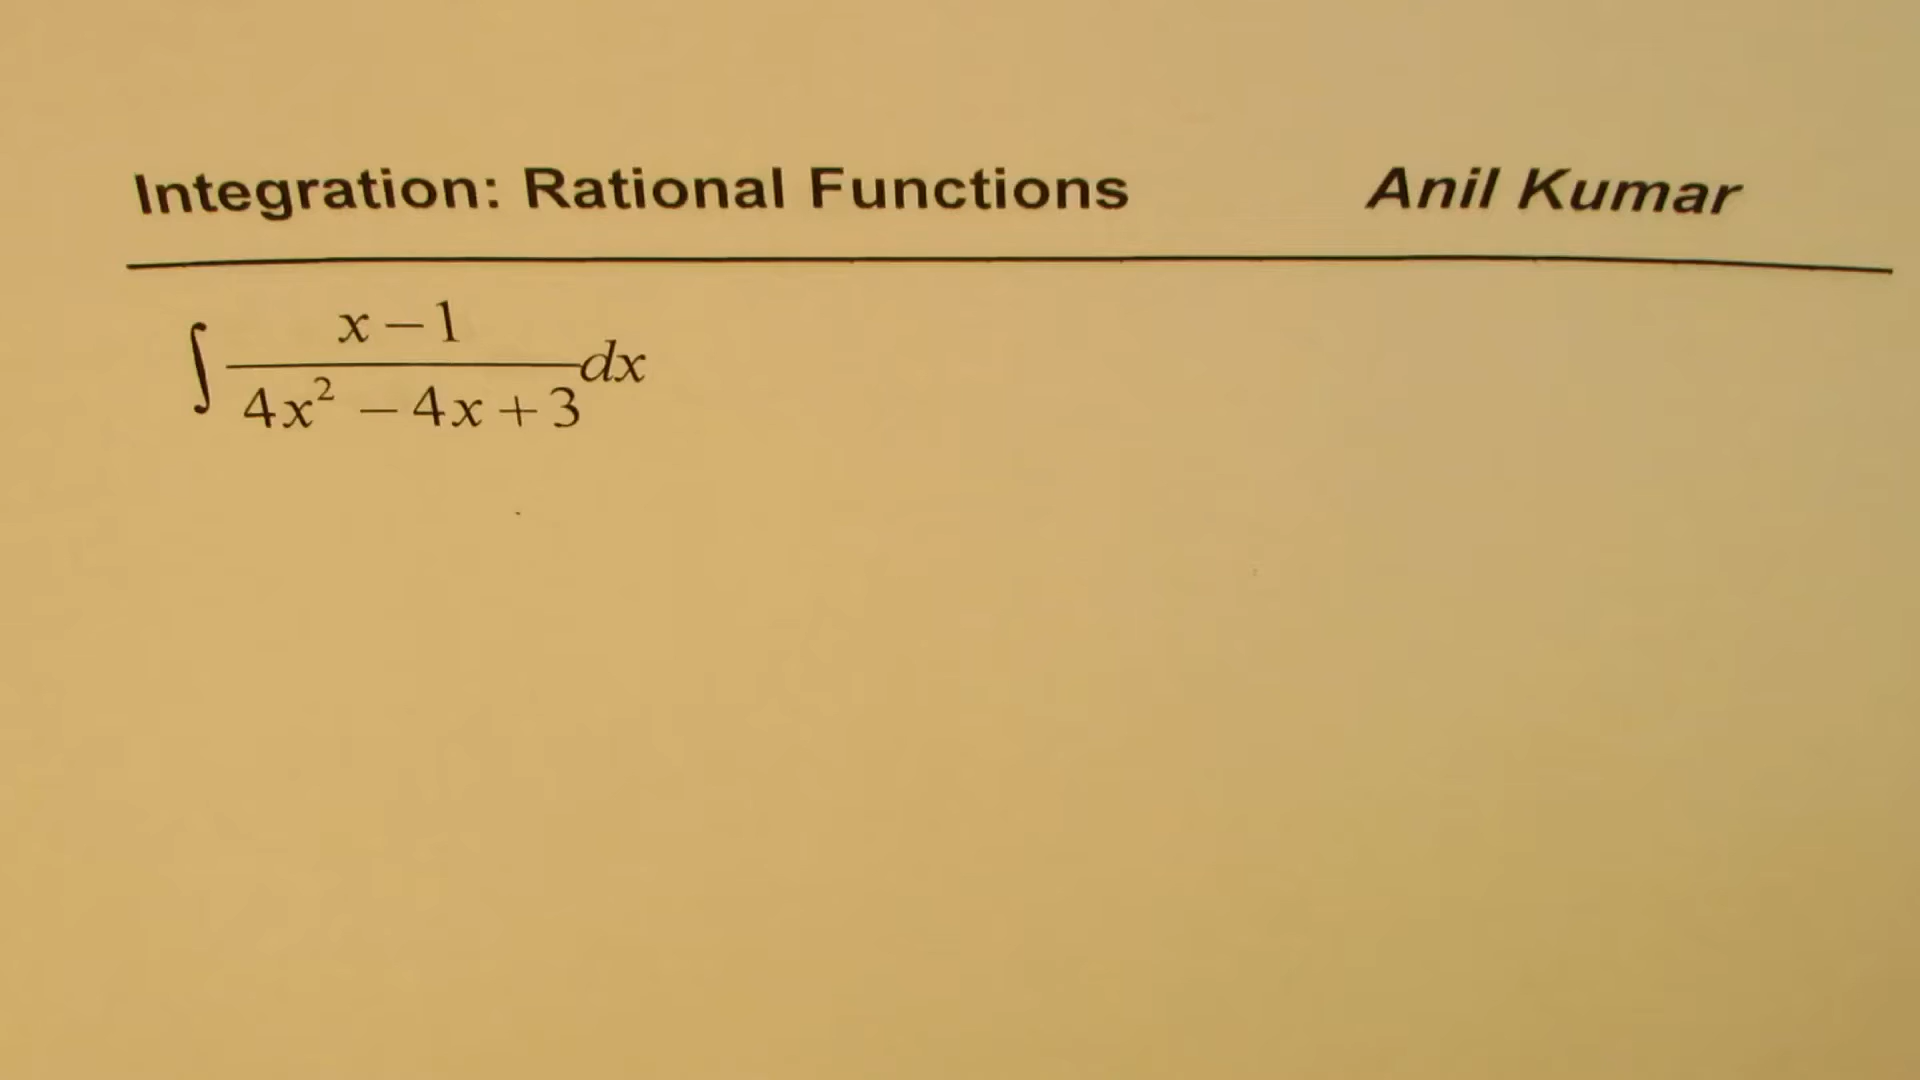 Integration: Rational Functions Anil Kumar
∫ (x − 1)/(4x² − 4x + 3) dx